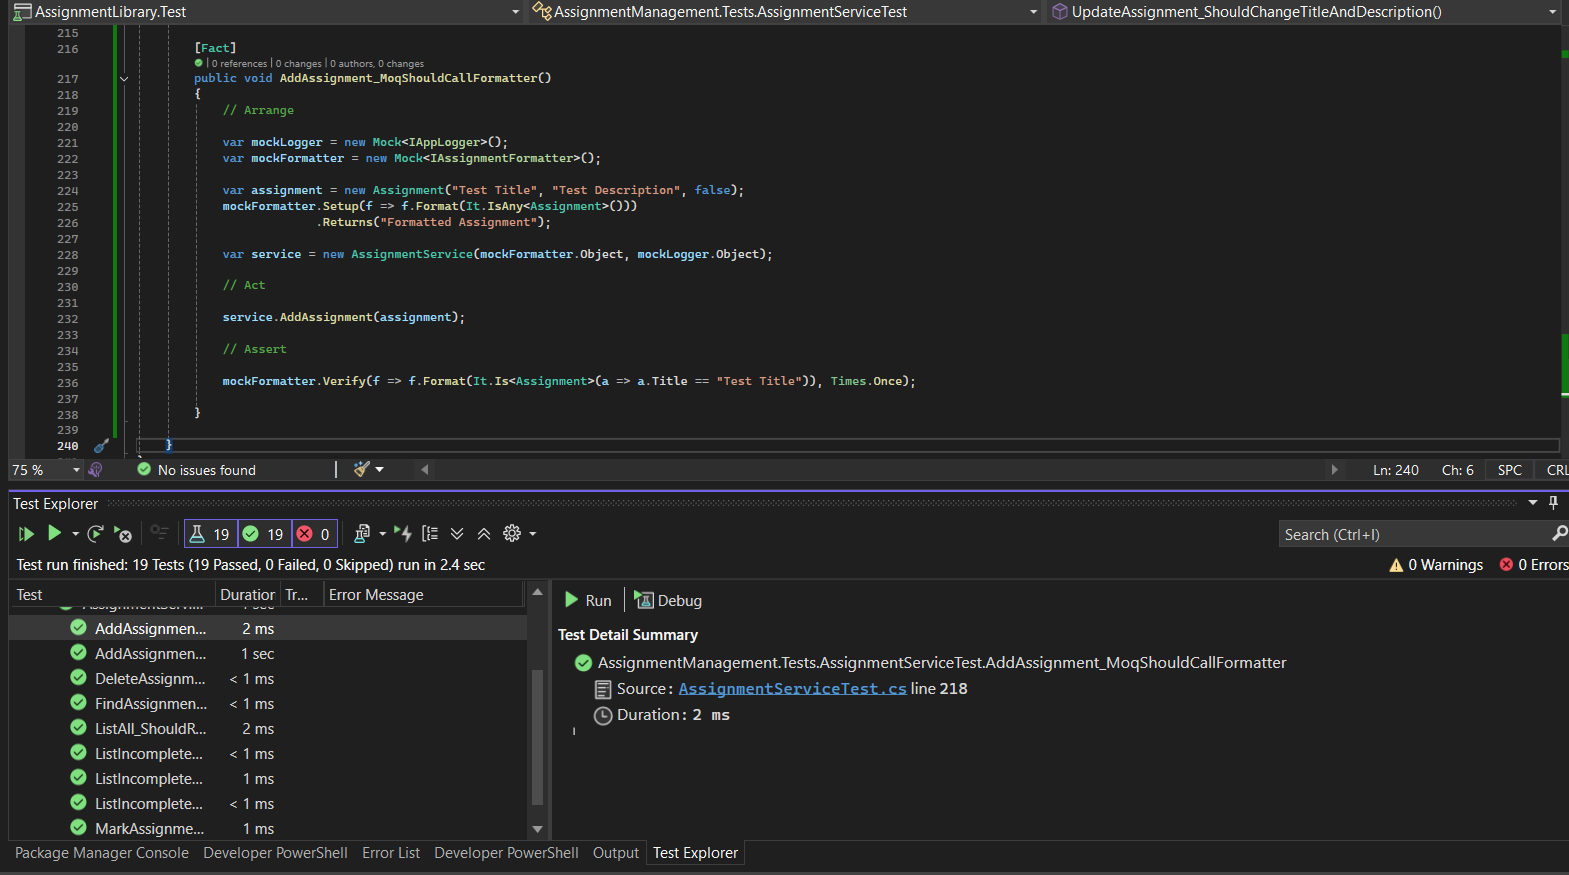 AssignmentLibrary.Test AssignmentManagement.Tests.AssignmentServiceTest UpdateAssignment_ShouldChangeTitleAndDescription()
215
216 [Fact]
| 0 references | 0 changes | 0 authors, 0 changes
217 public void AddAssignment_MoqShouldCallFormatter()
218 {
219 // Arrange
220
221 var mockLogger = new Mock<IAppLogger>();
222 var mockFormatter = new Mock<IAssignmentFormatter>();
223
224 var assignment = new Assignment("Test Title", "Test Description", false);
225 mockFormatter.Setup(f => f.Format(It.IsAny<Assignment>()))
226 .Returns("Formatted Assignment");
227
228 var service = new AssignmentService(mockFormatter.Object, mockLogger.Object);
229
230 // Act
231
232 service.AddAssignment(assignment);
233
234 // Assert
235
236 mockFormatter.Verify(f => f.Format(It.Is<Assignment>(a => a.Title == "Test Title")), Times.Once);
237
238 }
239
240 }
75 % No issues found Ln: 240 Ch: 6 SPC CRL
Test Explorer
19 19 0 Search (Ctrl+I)
Test run finished: 19 Tests (19 Passed, 0 Failed, 0 Skipped) run in 2.4 sec 0 Warnings 0 Errors
Test Duration Tr... Error Message
Run Debug
1 sec
AddAssignmen... 2 ms
Test Detail Summary
AddAssignmen... 1 sec
AssignmentManagement.Tests.AssignmentServiceTest.AddAssignment_MoqShouldCallFormatter
DeleteAssignm... < 1 ms
Source: AssignmentServiceTest.cs line 218
FindAssignmen... < 1 ms
Duration: 2 ms
ListAll_ShouldR... 2 ms
ListIncomplete... < 1 ms
ListIncomplete... 1 ms
ListIncomplete... < 1 ms
MarkAssignme... 1 ms
Package Manager Console Developer PowerShell Error List Developer PowerShell Output Test Explorer